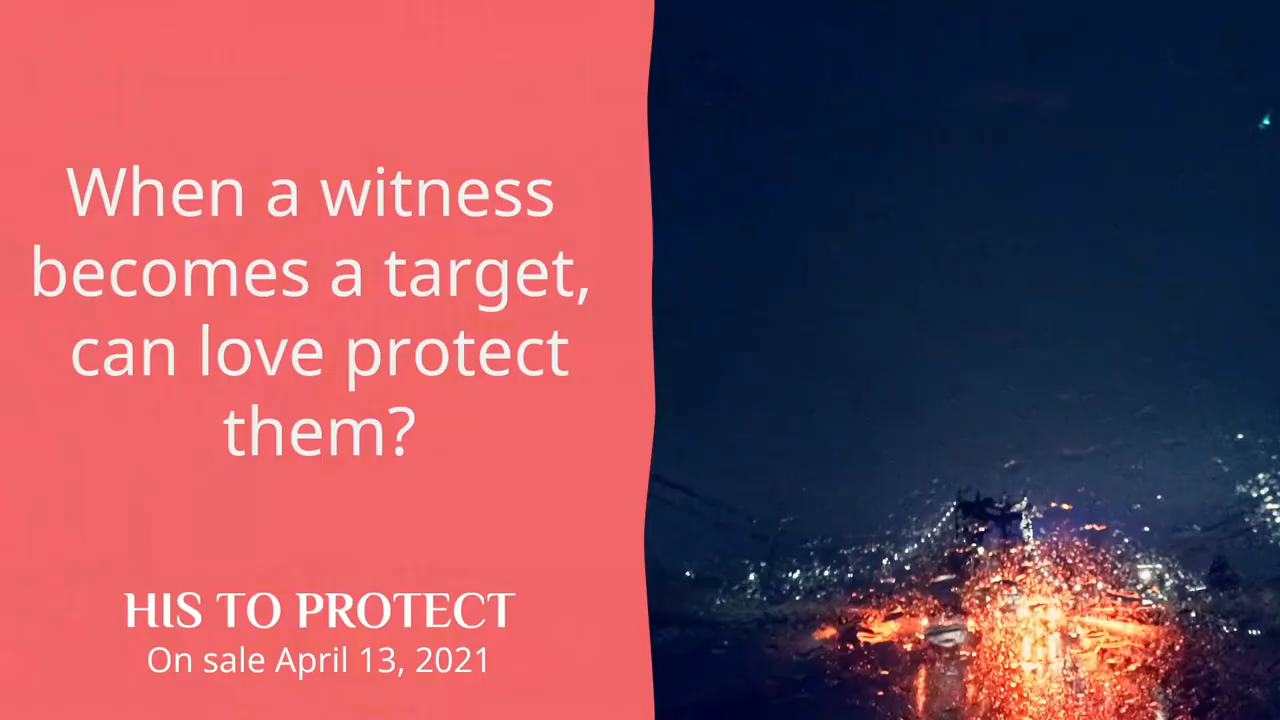 When a witness
becomes a target,
can love protect
them?
HIS TO PROTECT
On sale April 13, 2021